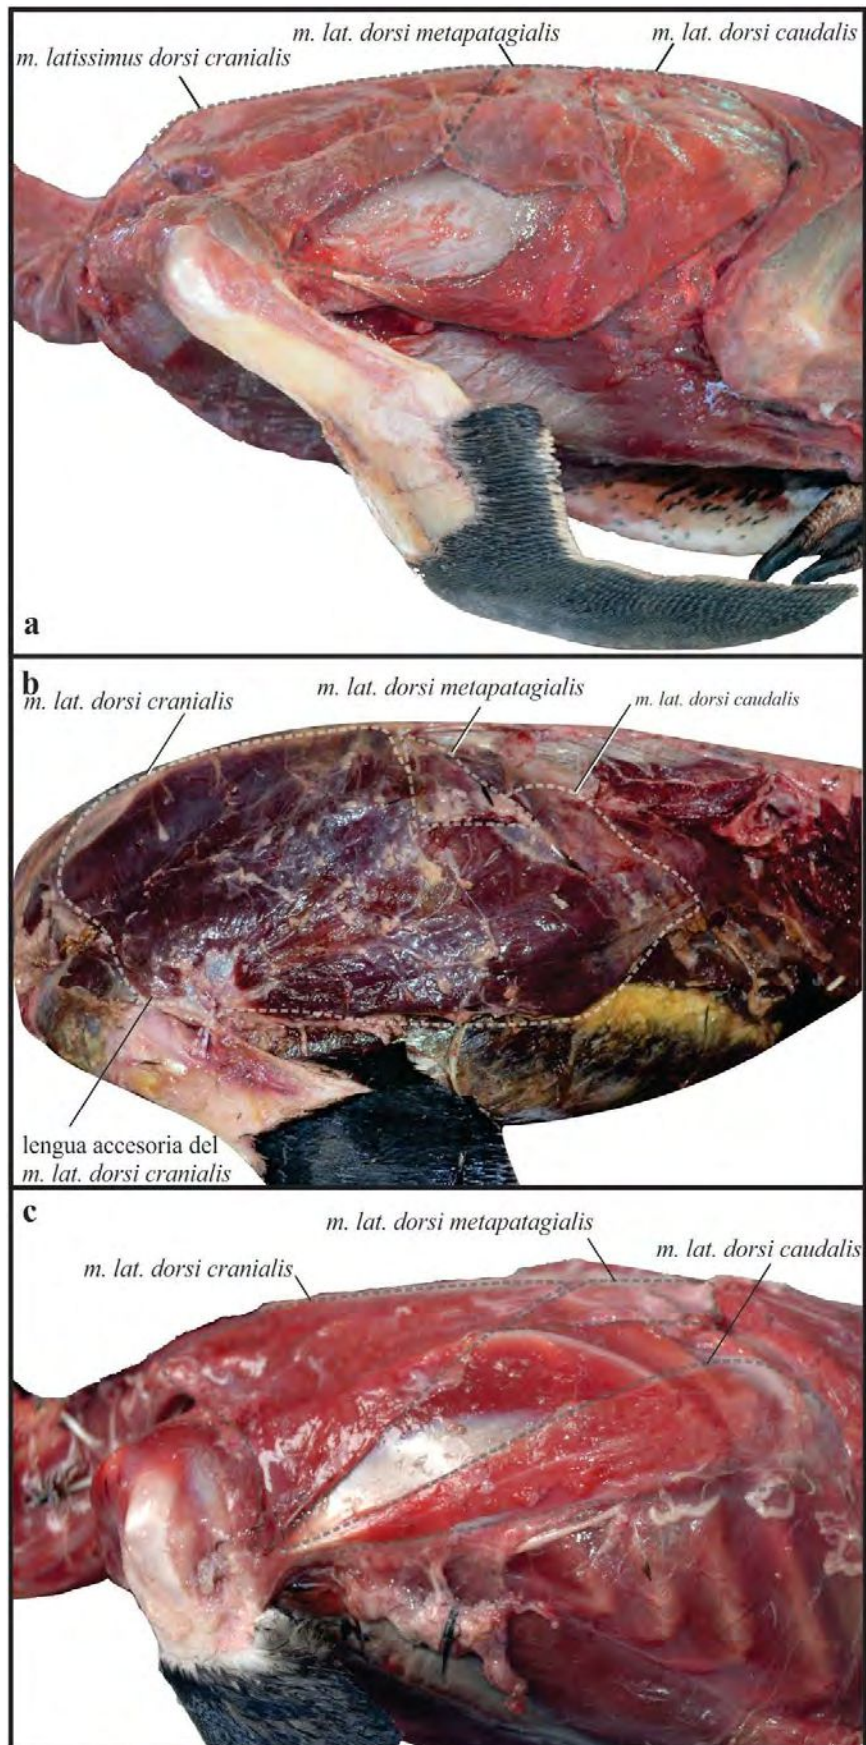 m. lat. dorsi metapatagialis
m. lat. dorsi caudalis
m. latissimus dorsi cranialis
a
b
m. lat. dorsi cranialis
m. lat. dorsi metapatagialis
m. lat. dorsi caudalis
lengua accesoria del
m. lat. dorsi cranialis
c
m. lat. dorsi metapatagialis
m. lat. dorsi caudalis
m. lat. dorsi cranialis